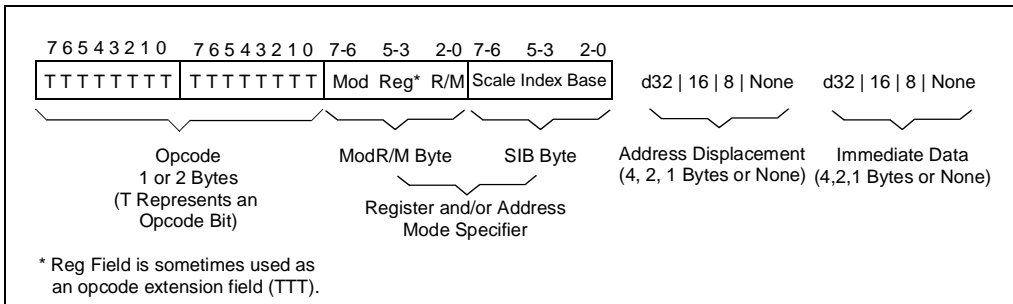 7 6 5 4 3 2 1 0 7 6 5 4 3 2 1 0 7-6 5-3 2-0 7-6 5-3 2-0
T T T T T T T T T T T T T T T T Mod Reg* R/M Scale Index Base d32 | 16 | 8 | None d32 | 16 | 8 | None
Opcode ModR/M Byte SIB Byte Address Displacement Immediate Data
1 or 2 Bytes (4, 2, 1 Bytes or None) (4,2,1 Bytes or None)
(T Represents an
Opcode Bit)
Register and/or Address
Mode Specifier
* Reg Field is sometimes used as
an opcode extension field (TTT).